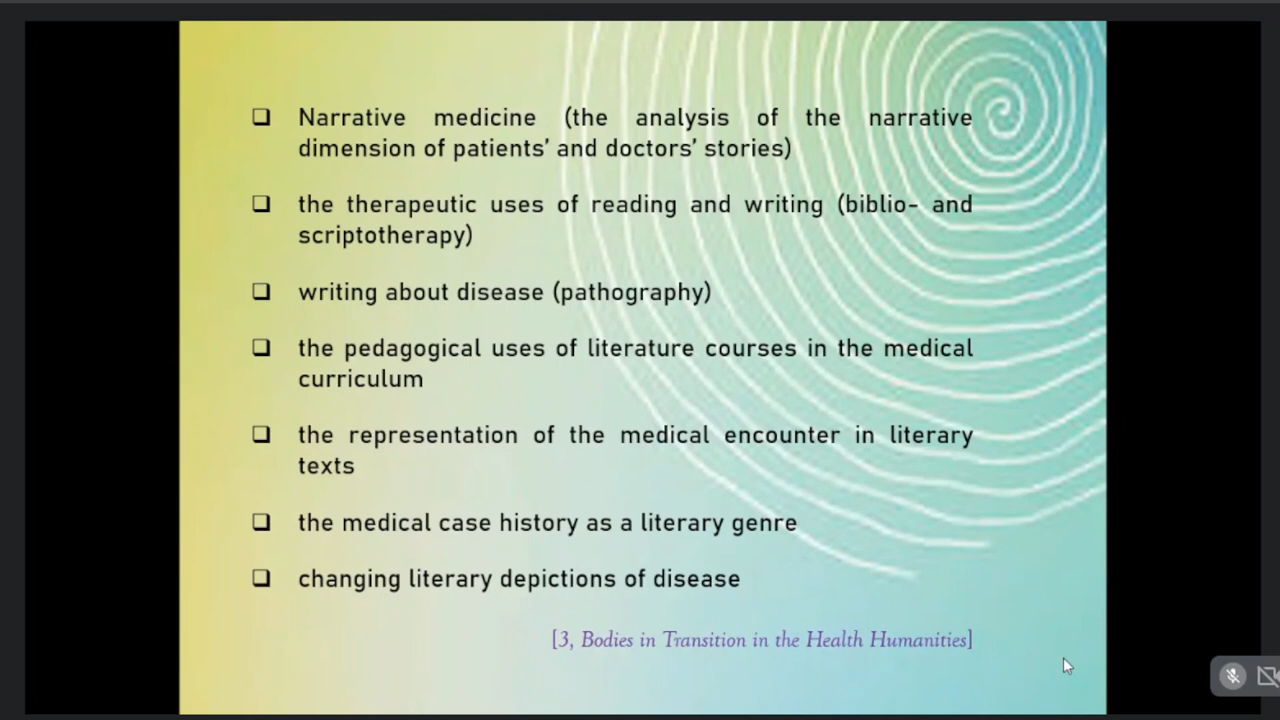 ❑ Narrative medicine (the analysis of the narrative
dimension of patients’ and doctors’ stories)
❑ the therapeutic uses of reading and writing (biblio- and
scriptotherapy)
❑ writing about disease (pathography)
❑ the pedagogical uses of literature courses in the medical
curriculum
❑ the representation of the medical encounter in literary
texts
❑ the medical case history as a literary genre
❑ changing literary depictions of disease
[3, Bodies in Transition in the Health Humanities]